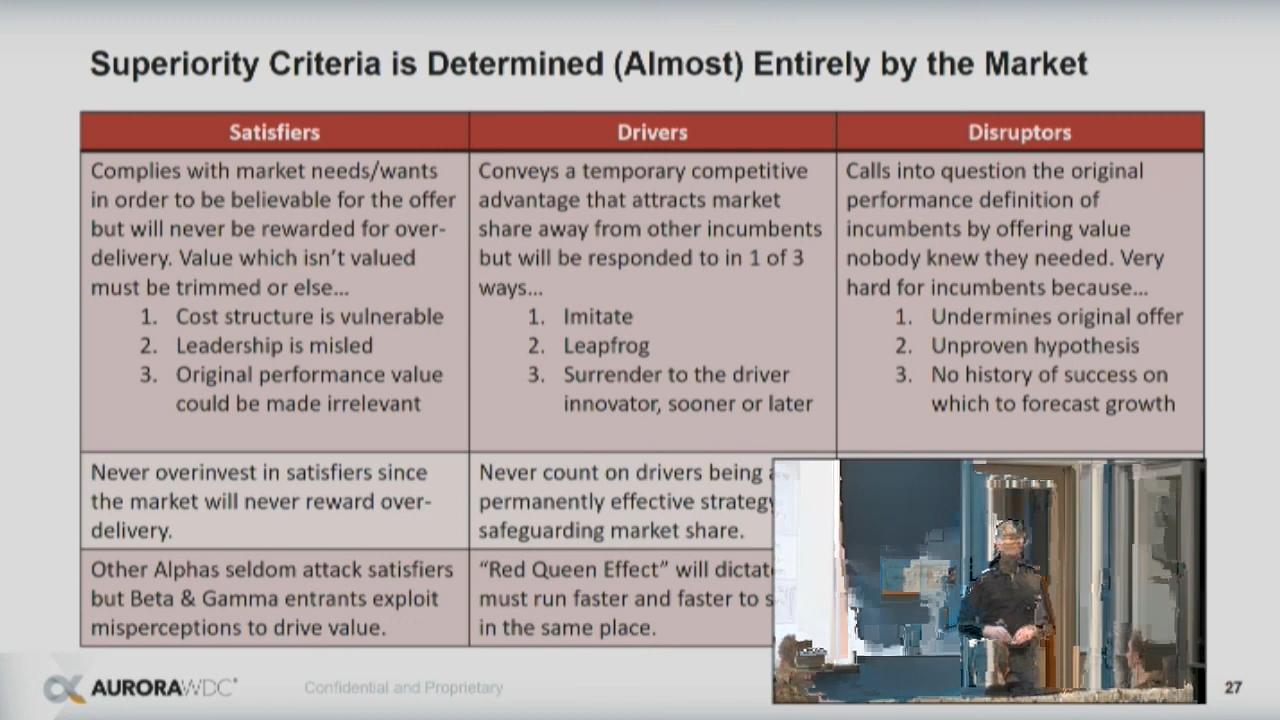 Superiority Criteria is Determined (Almost) Entirely by the Market
Satisfiers
Complies with market needs/wants
in order to be believable for the offer
but will never be rewarded for over-
delivery. Value which isn't valued
must be trimmed or else...
1. Cost structure is vulnerable
2. Leadership is misled
3. Original performance value
could be made irrelevant
Drivers
Conveys a temporary competitive
advantage that attracts market
share away from other incumbents
but will be responded to in 1 of 3
ways...
1. Imitate
2. Leapfrog
3. Surrender to the driver
innovator, sooner or later
Disruptors
Calls into question the original
performance definition of
incumbents by offering value
nobody knew they needed. Very
hard for incumbents because...
1. Undermines original offer
2. Unproven hypothesis
3. No history of success on
which to forecast growth
Never overinvest in satisfiers since
the market will never reward over-
delivery.
Never count on drivers being
permanently effective strategy
safeguarding market share.
Other Alphas seldom attack satisfiers
but Beta & Gamma entrants exploit
misperceptions to drive value.
"Red Queen Effect" will
must run faster and faster to
in the same place.
AURORAWDC
Confidential and Proprietary
27